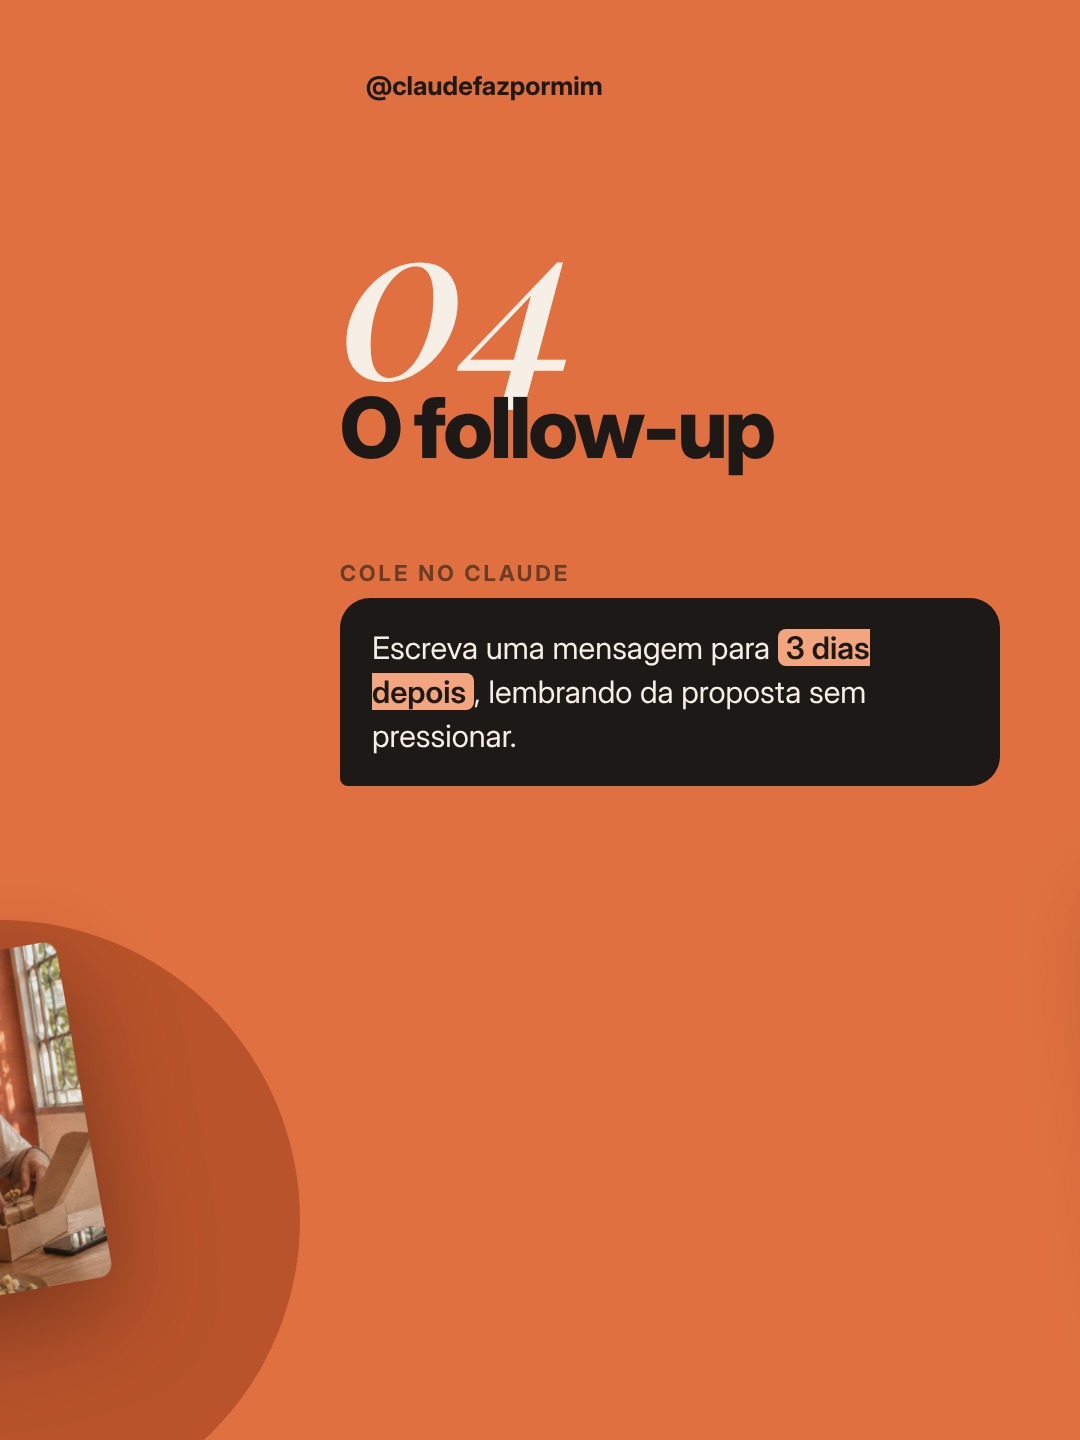 @claudefazpormim
04
O follow-up
COLE NO CLAUDE
Escreva uma mensagem para 3 dias
depois, lembrando da proposta sem
pressionar.